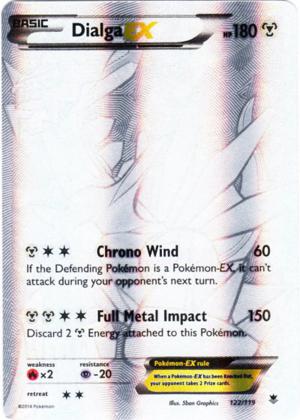 BASIC Dialga EX HP180
Chrono Wind 60
If the Defending Pokémon is a Pokémon-EX, it can't
attack during your opponent's next turn.
Full Metal Impact 150
Discard 2 Energy attached to this Pokémon.
weakness resistance
×2 -20
retreat
Pokémon-EX rule
When a Pokémon-EX has been Knocked Out,
your opponent takes 2 Prize cards.
©2014 Pokémon Illus. 5ban Graphics 122/119